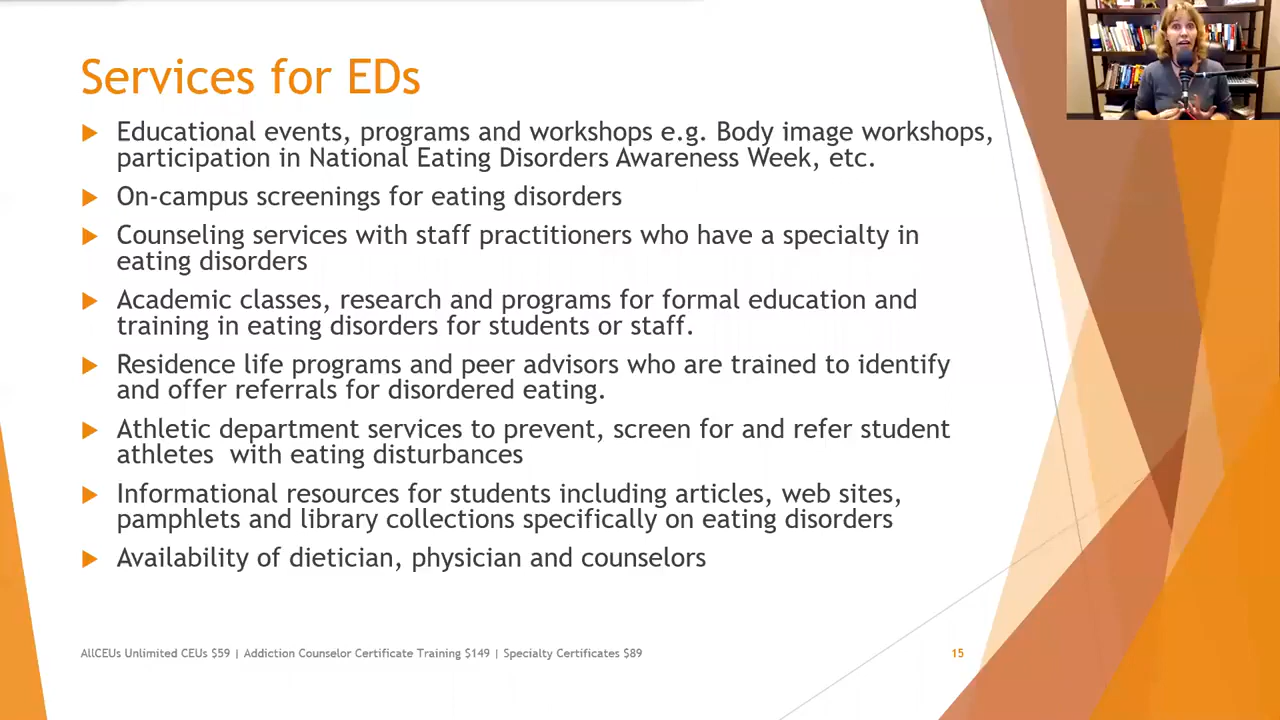 Services for EDs
Educational events, programs and workshops e.g. Body image workshops,
participation in National Eating Disorders Awareness Week, etc.
On-campus screenings for eating disorders
Counseling services with staff practitioners who have a specialty in
eating disorders
Academic classes, research and programs for formal education and
training in eating disorders for students or staff.
Residence life programs and peer advisors who are trained to identify
and offer referrals for disordered eating.
Athletic department services to prevent, screen for and refer student
athletes  with eating disturbances
Informational resources for students including articles, web sites,
pamphlets and library collections specifically on eating disorders
Availability of dietician, physician and counselors
AllCEUs Unlimited CEUs $59 | Addiction Counselor Certificate Training $149 | Specialty Certificates $89
15